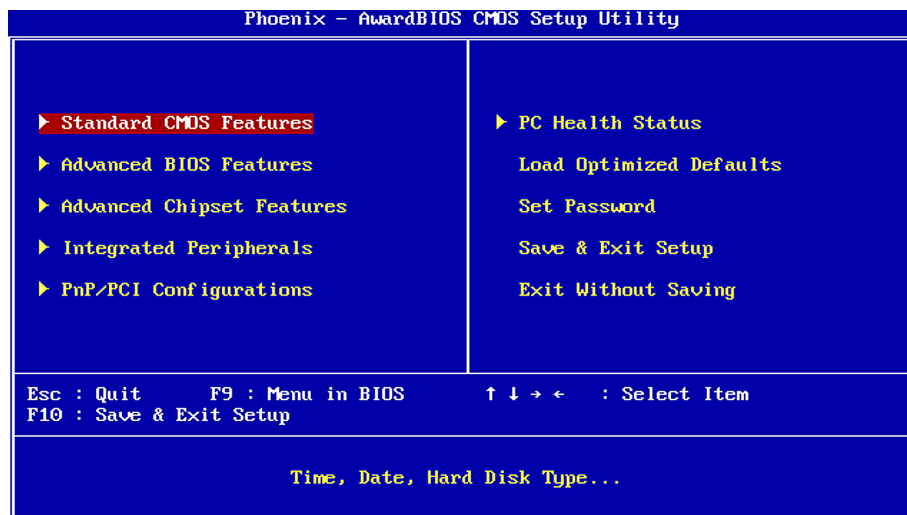 Phoenix - AwardBIOS CMOS Setup Utility
Standard CMOS Features
Advanced BIOS Features
Advanced Chipset Features
Integrated Peripherals
PnP/PCI Configurations
PC Health Status
Load Optimized Defaults
Set Password
Save & Exit Setup
Exit Without Saving
Esc : Quit F9 : Menu in BIOS ↑ ↓ → ← : Select Item
F10 : Save & Exit Setup
Time, Date, Hard Disk Type...